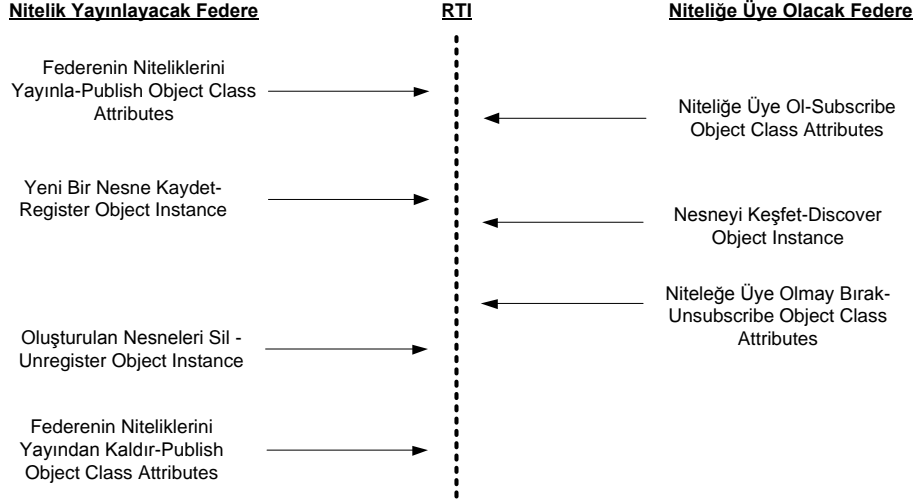 Nitelik Yayınlayacak Federe
RTI
Niteliğe Üye Olacak Federe
Federenin Niteliklerini
Yayınla-Publish Object Class
Attributes
Niteliğe Üye Ol-Subscribe
Object Class Attributes
Yeni Bir Nesne Kaydet-
Register Object Instance
Nesneyi Keşfet-Discover
Object Instance
Niteleğe Üye Olmay Bırak-
Unsubscribe Object Class
Attributes
Oluşturulan Nesneleri Sil -
Unregister Object Instance
Federenin Niteliklerini
Yayından Kaldır-Publish
Object Class Attributes